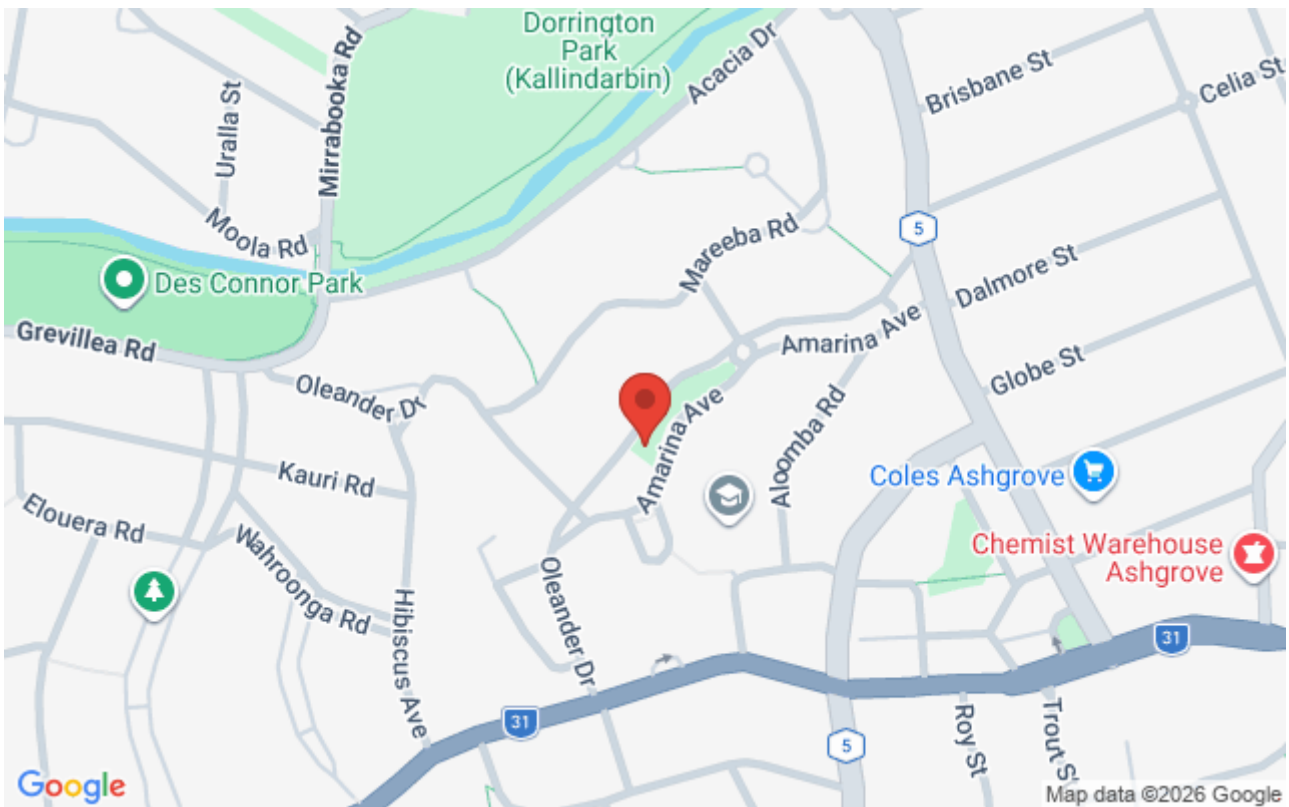 Dorrington
Park
(Kallindarbin)
Acacia Dr
Mirrabooka Rd
Uralla St
Brisbane St
Celia St
Moola Rd
Mareeba Rd
5
Des Connor Park
Dalmore St
Grevillea Rd
Amarina Ave
Globe St
Oleander Dr
Amarina Ave
Aloomba Rd
Kauri Rd
Coles Ashgrove
Elouera Rd
Wahroonga Rd
Chemist Warehouse
Ashgrove
Oleander Dr
Hibiscus Ave
31
31
5
Roy St
Trout S
Google
Map data ©2026 Google